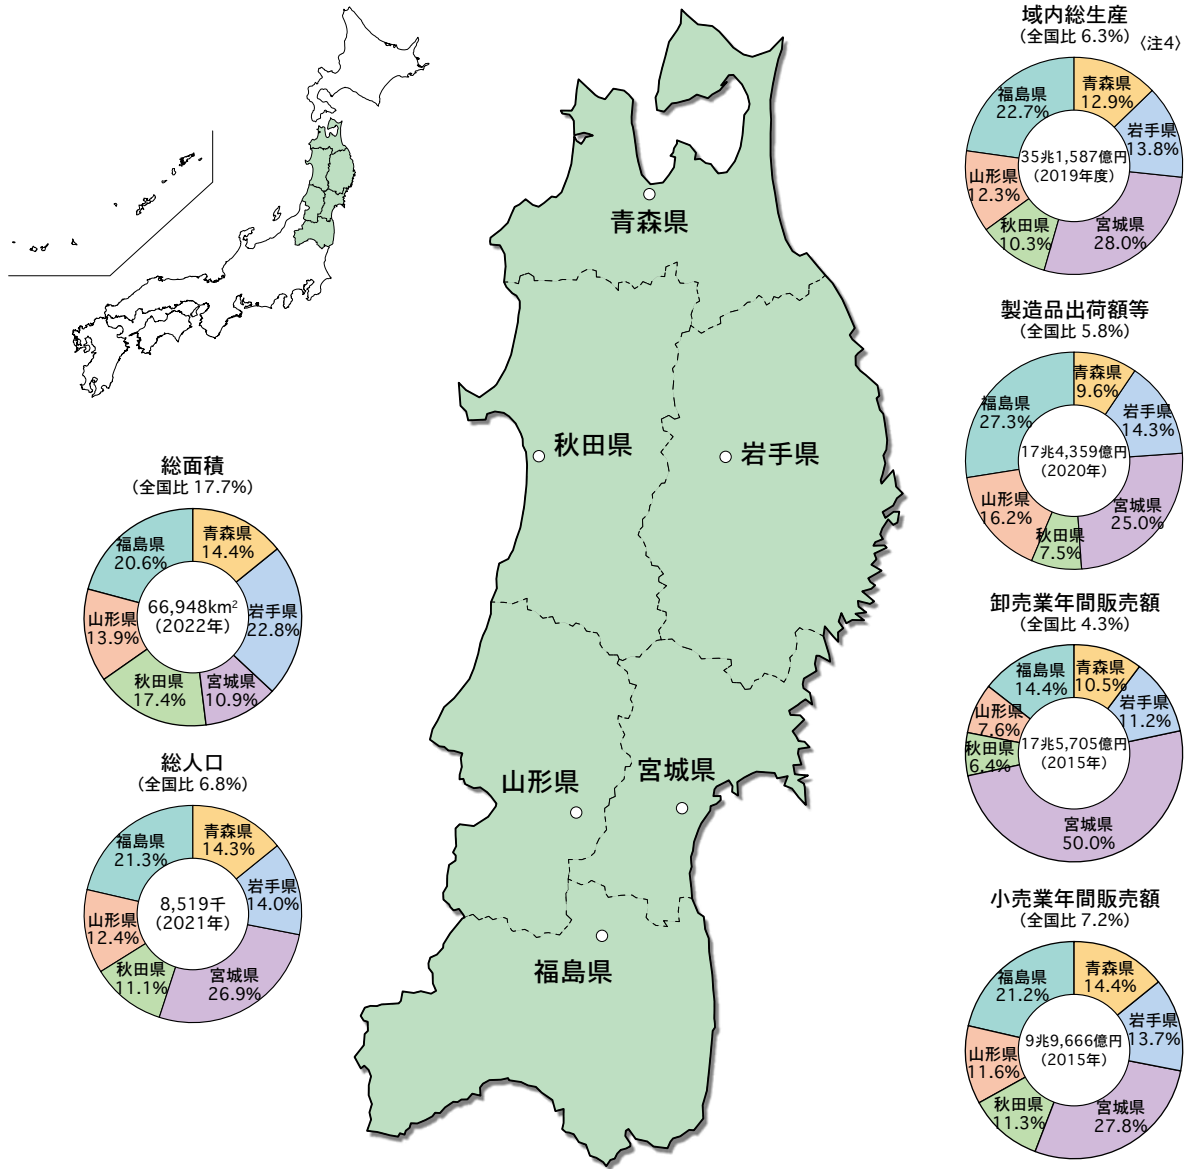 域内総生産
（全国比 6.3%）
〈注4〉
福島県
22.7%
青森県
12.9%
岩手県
13.8%
35兆1,587億円
（2019年度）
山形県
12.3%
秋田県
10.3%
宮城県
28.0%
製造品出荷額等
（全国比 5.8%）
青森県
9.6%
福島県
27.3%
岩手県
14.3%
17兆4,359億円
（2020年）
山形県
16.2%
秋田県
7.5%
宮城県
25.0%
卸売業年間販売額
（全国比 4.3%）
福島県
14.4%
青森県
10.5%
岩手県
11.2%
山形県
7.6%
17兆5,705億円
（2015年）
秋田県
6.4%
宮城県
50.0%
小売業年間販売額
（全国比 7.2%）
福島県
21.2%
青森県
14.4%
岩手県
13.7%
9兆9,666億円
（2015年）
山形県
11.6%
秋田県
11.3%
宮城県
27.8%
青森県
秋田県
岩手県
山形県
宮城県
福島県
総面積
（全国比 17.7%）
福島県
20.6%
青森県
14.4%
66,948km²
（2022年）
岩手県
22.8%
山形県
13.9%
秋田県
17.4%
宮城県
10.9%
総人口
（全国比 6.8%）
福島県
21.3%
青森県
14.3%
岩手県
14.0%
8,519千
（2021年）
山形県
12.4%
秋田県
11.1%
宮城県
26.9%